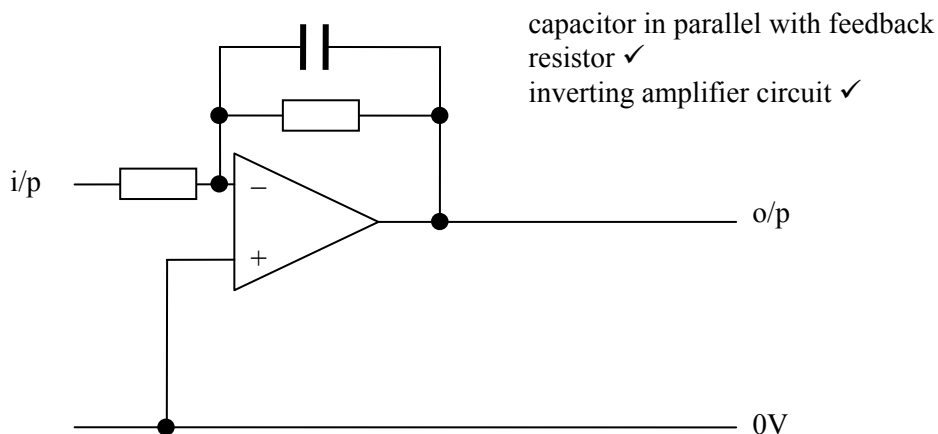 capacitor in parallel with feedback
resistor ✓
inverting amplifier circuit ✓
i/p
−
+
o/p
0V